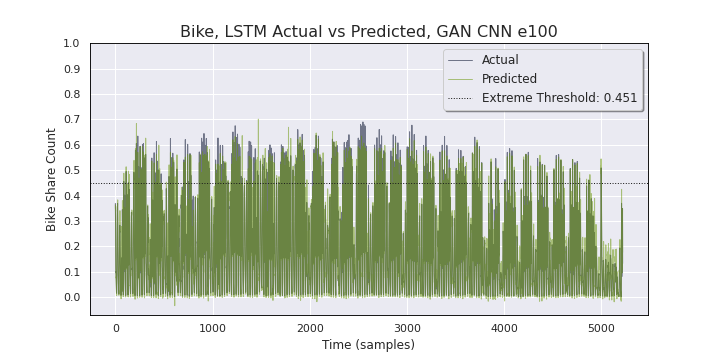 Bike, LSTM Actual vs Predicted, GAN CNN e100
Actual
Predicted
Extreme Threshold: 0.451
Bike Share Count
1.0
0.9
0.8
0.7
0.6
0.5
0.4
0.3
0.2
0.1
0.0
0 1000 2000 3000 4000 5000
Time (samples)